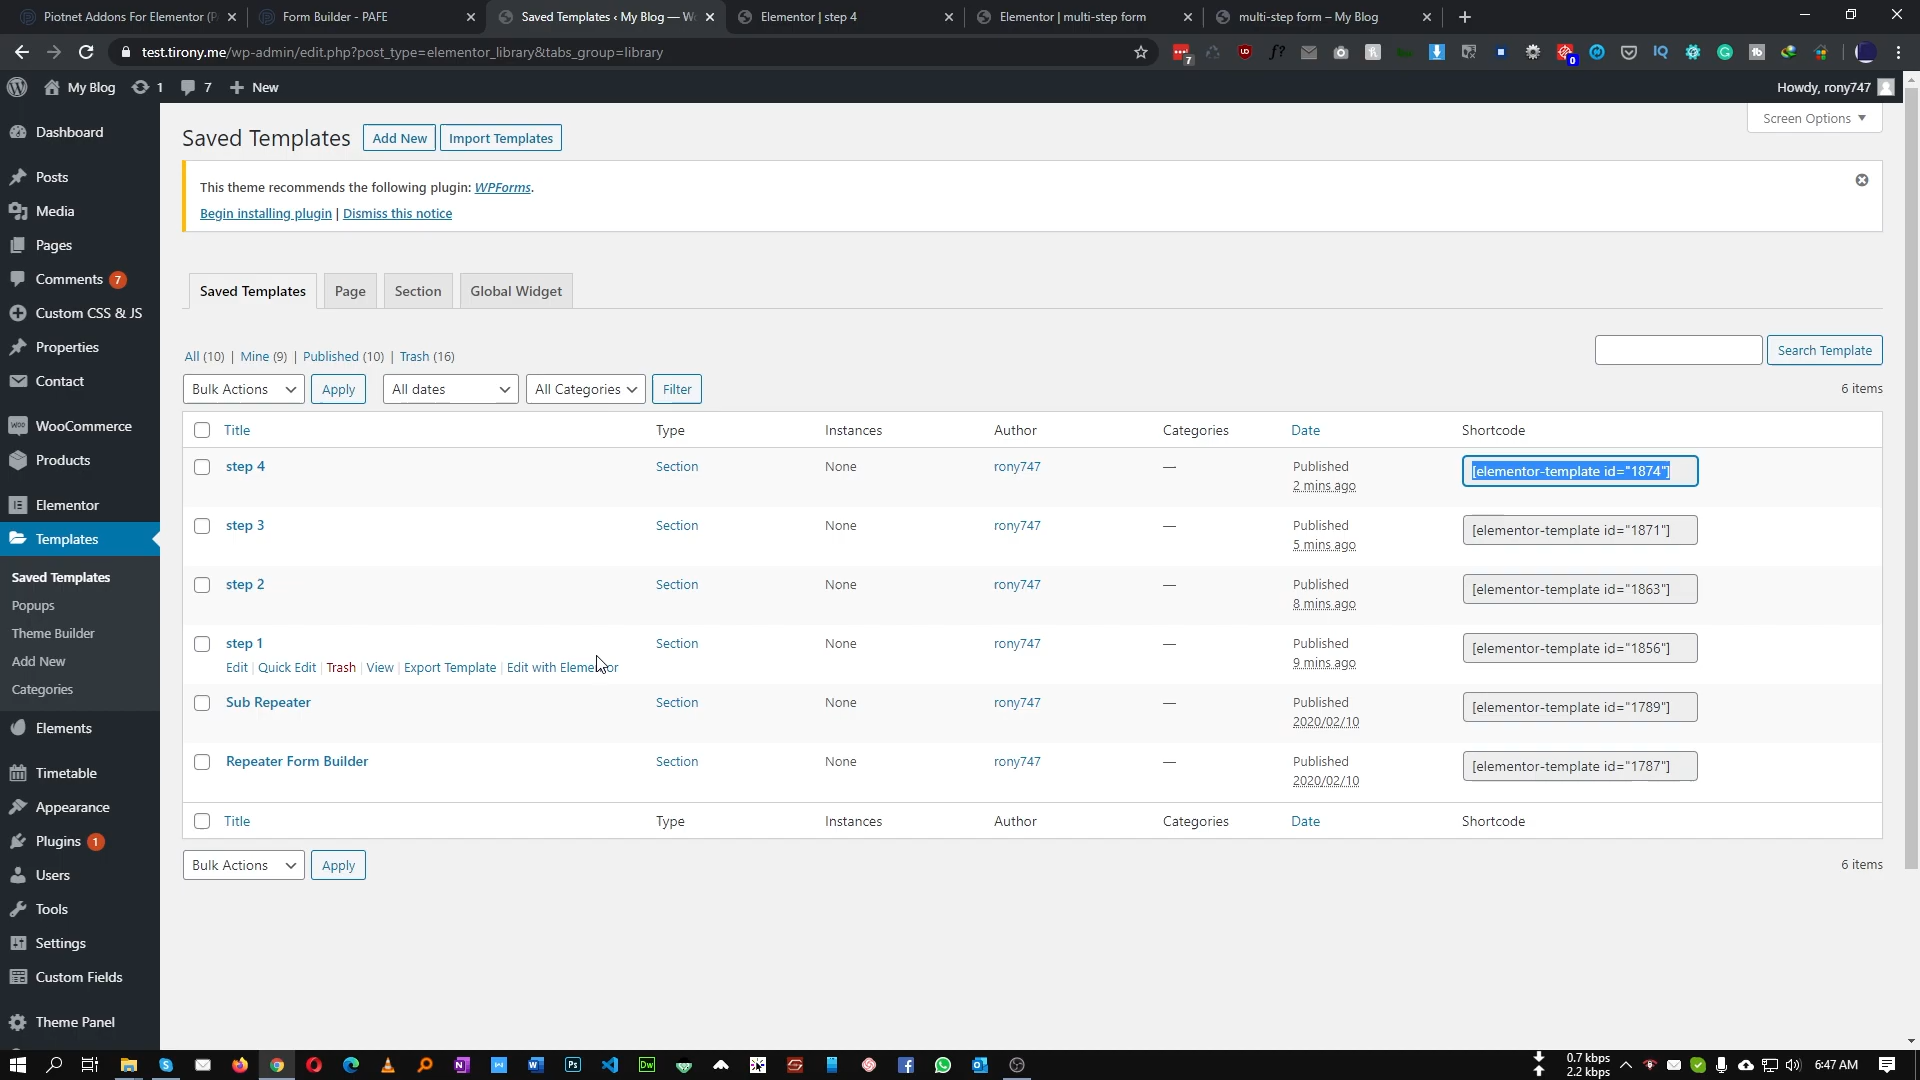 Piotnet Addons For Elementor (P
Form Builder - PAFE
Saved Templates ‹ My Blog — W
Elementor | step 4
Elementor | multi-step form
multi-step form – My Blog
test.tirony.me/wp-admin/edit.php?post_type=elementor_library&tabs_group=library
My Blog
1
7
New
Howdy, rony747
Dashboard
Posts
Media
Pages
Comments 7
Custom CSS & JS
Properties
Contact
WooCommerce
Products
Elementor
Templates
Saved Templates
Popups
Theme Builder
Add New
Categories
Elements
Timetable
Appearance
Plugins 1
Users
Tools
Settings
Custom Fields
Theme Panel
Screen Options
Saved Templates Add New Import Templates
This theme recommends the following plugin: WPForms.
Begin installing plugin | Dismiss this notice
Saved Templates Page Section Global Widget
All (10) | Mine (9) | Published (10) | Trash (16)
Search Template
Bulk Actions Apply All dates All Categories Filter
6 items
Title Type Instances Author Categories Date Shortcode
step 4 Section None rony747 — Published [elementor-template id="1874"]
2 mins ago
step 3 Section None rony747 — Published [elementor-template id="1871"]
5 mins ago
step 2 Section None rony747 — Published [elementor-template id="1863"]
8 mins ago
step 1 Section None rony747 — Published [elementor-template id="1856"]
Edit | Quick Edit | Trash | View | Export Template | Edit with Elementor 9 mins ago
Sub Repeater Section None rony747 — Published [elementor-template id="1789"]
2020/02/10
Repeater Form Builder Section None rony747 — Published [elementor-template id="1787"]
2020/02/10
Title Type Instances Author Categories Date Shortcode
Bulk Actions Apply
6 items
0.7 kbps
2.2 kbps
6:47 AM